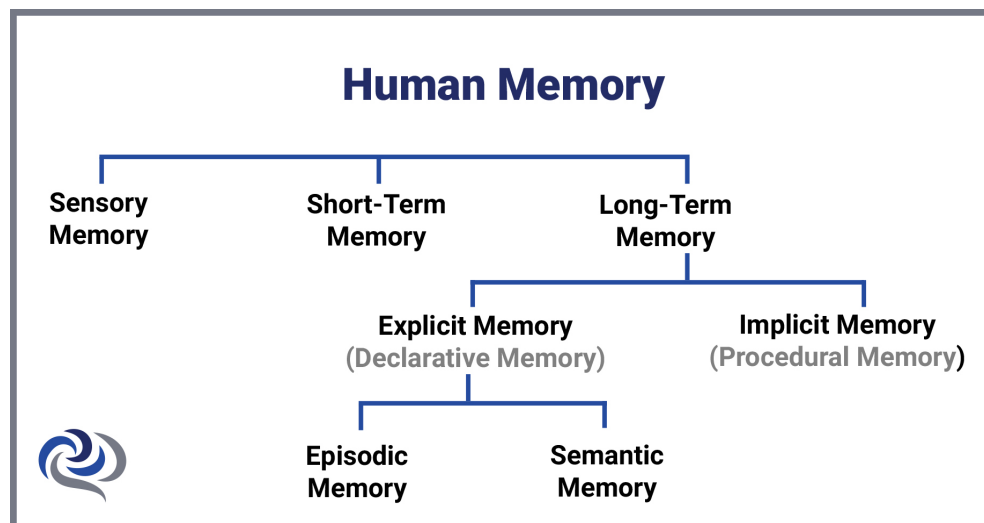 Human Memory
Sensory
Memory
Short-Term
Memory
Long-Term
Memory
Explicit Memory
(Declarative Memory)
Implicit Memory
(Procedural Memory)
Episodic
Memory
Semantic
Memory